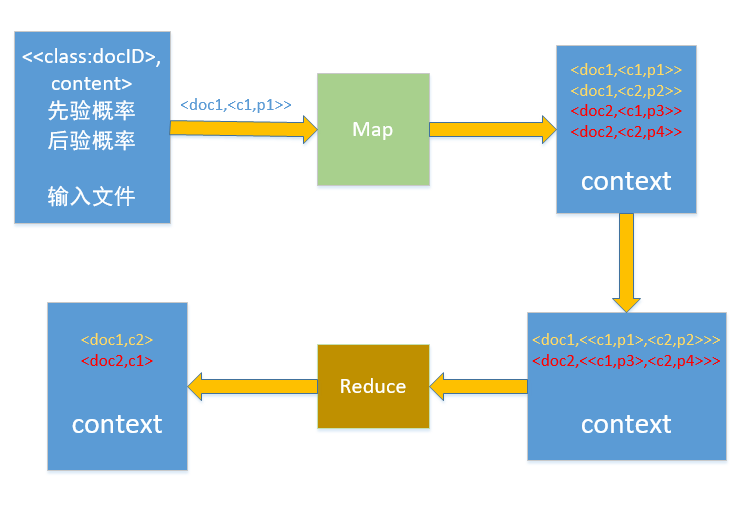 <<class:docID>,
content>
先验概率
后验概率
输入文件
<doc1,<c1,p1>>
Map
<doc1,<c1,p1>>
<doc1,<c2,p2>>
<doc2,<c1,p3>>
<doc2,<c2,p4>>
context
<doc1,<<c1,p1>,<c2,p2>>>
<doc2,<<c1,p3>,<c2,p4>>>
context
Reduce
<doc1,c2>
<doc2,c1>
context